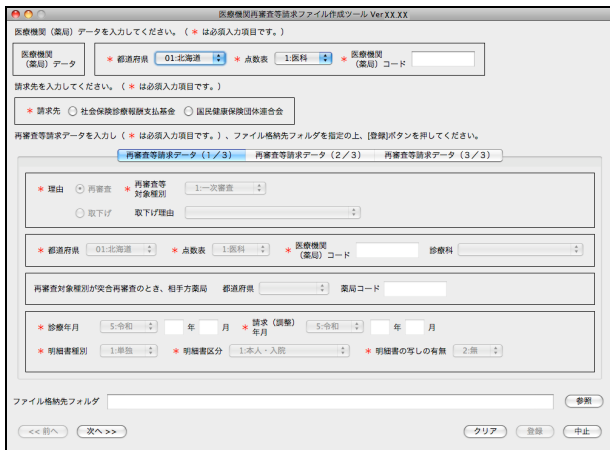 医療機関再審査等請求ファイル作成ツール Ver XX.XX
医療機関（薬局）データを入力してください。（ * は必須入力項目です。）
医療機関（薬局）データ
* 都道府県 01:北海道 * 点数表 1:医科 * 医療機関（薬局）コード
請求先を入力してください。（ * は必須入力項目です。）
* 請求先 社会保険診療報酬支払基金 国民健康保険団体連合会
再審査等請求データを入力し（ * は必須入力項目です。）、ファイル格納先フォルダを指定の上、[登録]ボタンを押してください。
再審査等請求データ（1／3） 再審査等請求データ（2／3） 再審査等請求データ（3／3）
* 理由 再審査 * 再審査等対象種別 1:一次審査
取下げ 取下げ理由
* 都道府県 01:北海道 * 点数表 1:医科 * 医療機関（薬局）コード 診療科
再審査対象種別が突合再審査のとき、相手方薬局 都道府県 薬局コード
* 診療年月 5:令和 年 月 * 請求（調整）年月 5:令和 年 月
* 明細書種別 1:単独 * 明細書区分 1:本人・入院 * 明細書の写しの有無 2:無
ファイル格納先フォルダ 参照
<< 前へ 次へ >> クリア 登録 中止